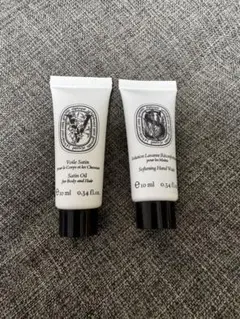 V
Voile Satin
pour le Corps et les Cheveux
Satin Oil
for Body and Hair
℮ 10 ml 0.34 fl. oz
S
Solution Lavante
pour les Mains
Softening Hand Wash
℮ 10 ml 0.34 fl. oz